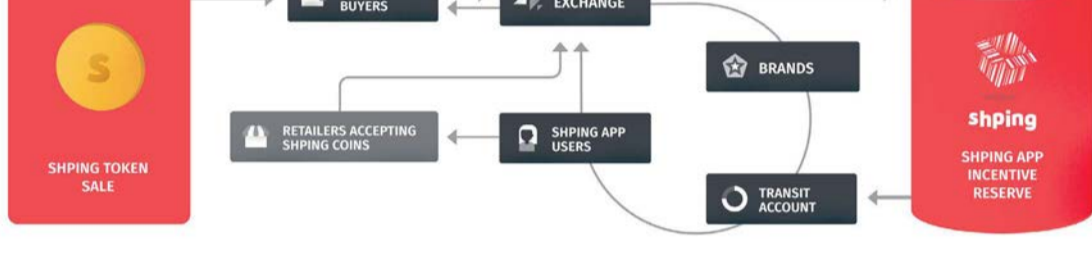 BUYERS
EXCHANGE
BRANDS
S
shping
RETAILERS ACCEPTING
SHPING COINS
SHPING APP
USERS
SHPING TOKEN
SALE
SHPING APP
INCENTIVE
RESERVE
TRANSIT
ACCOUNT